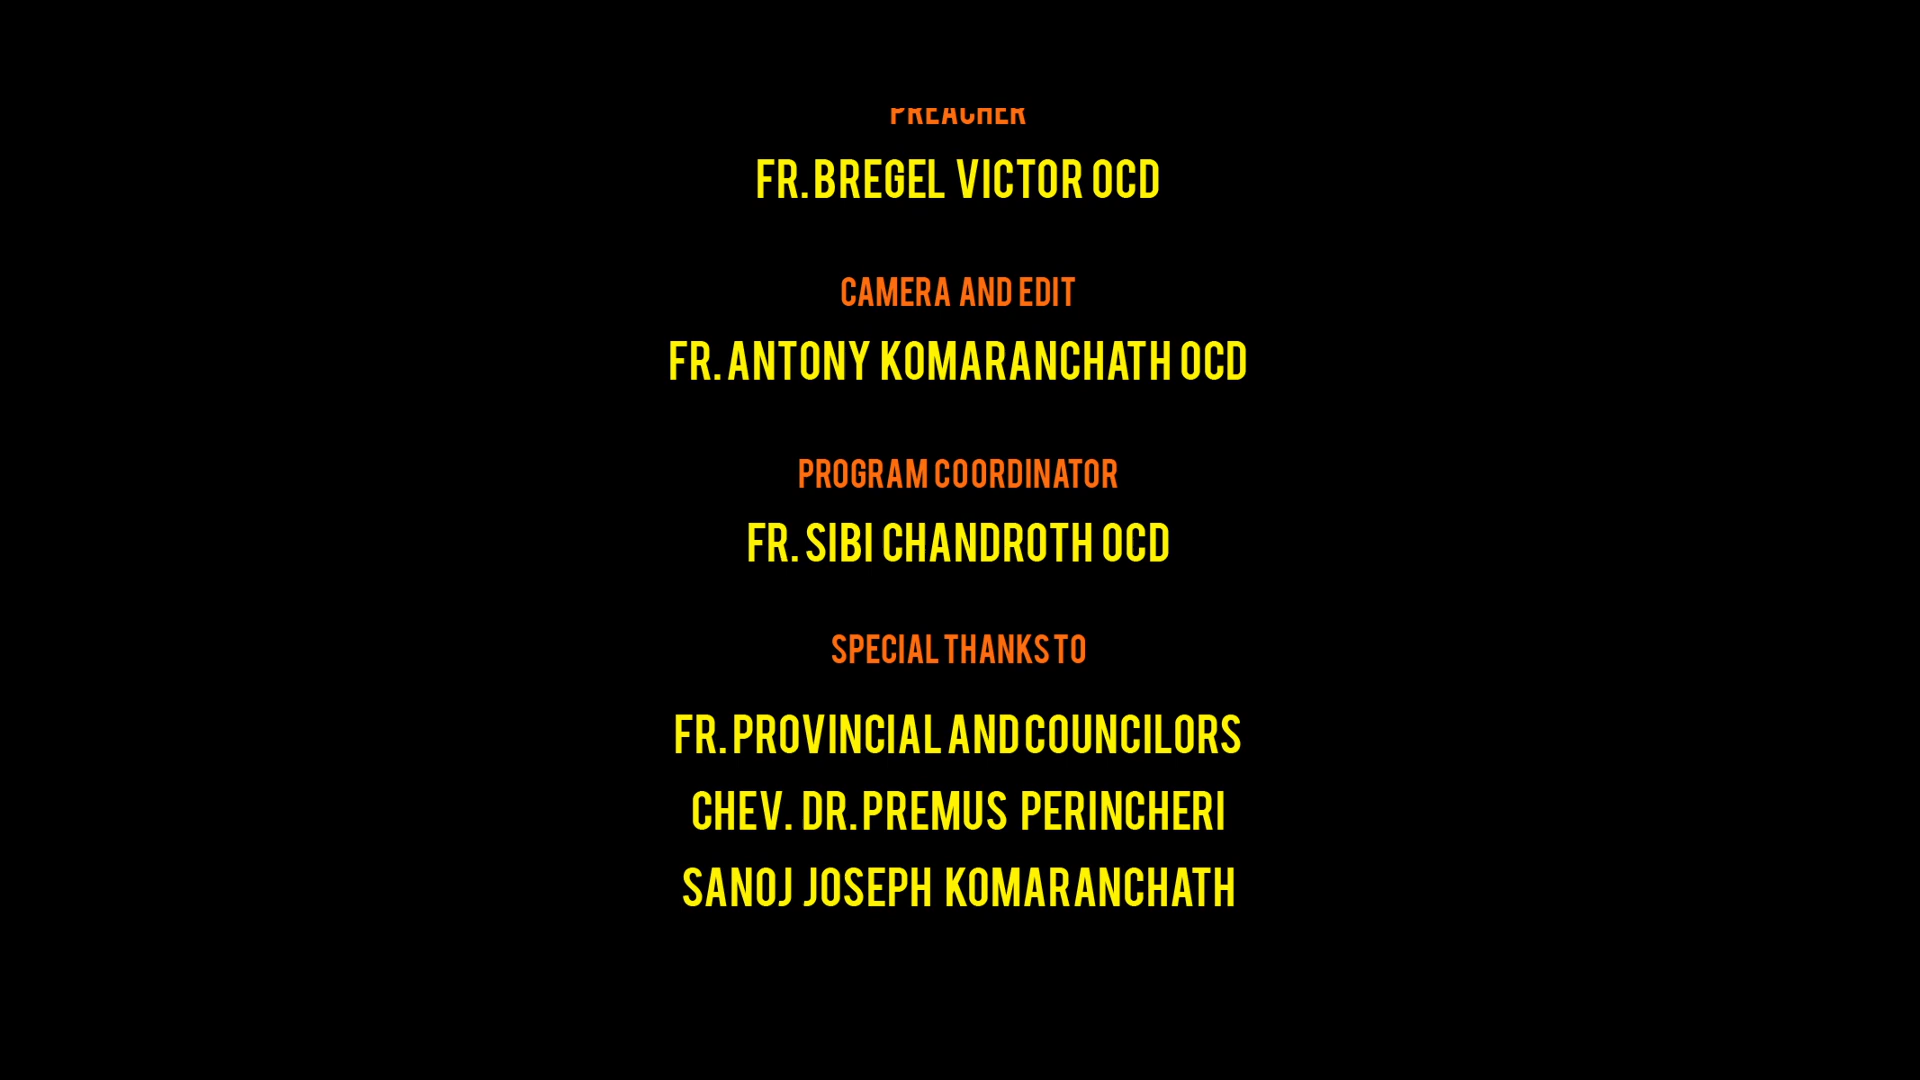 PREACHER
FR. BREGEL VICTOR OCD
CAMERA AND EDIT
FR. ANTONY KOMARANCHATH OCD
PROGRAM COORDINATOR
FR. SIBI CHANDROTH OCD
SPECIAL THANKS TO
FR. PROVINCIAL AND COUNCILORS
CHEV. DR. PREMUS PERINCHERI
SANOJ JOSEPH KOMARANCHATH